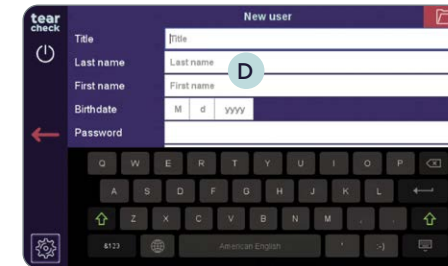 tear
check
New user
Title Title
Last name Last name
D
First name First name
Birthdate M d yyyy
Password
Q W E R T Y U I O P
A S D F G H J K L
Z X C V B N M , .
&123 American English ' :-)